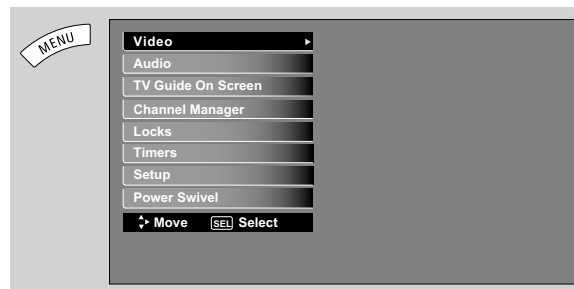 MENU
Video
Audio
TV Guide On Screen
Channel Manager
Locks
Timers
Setup
Power Swivel
Move SEL Select